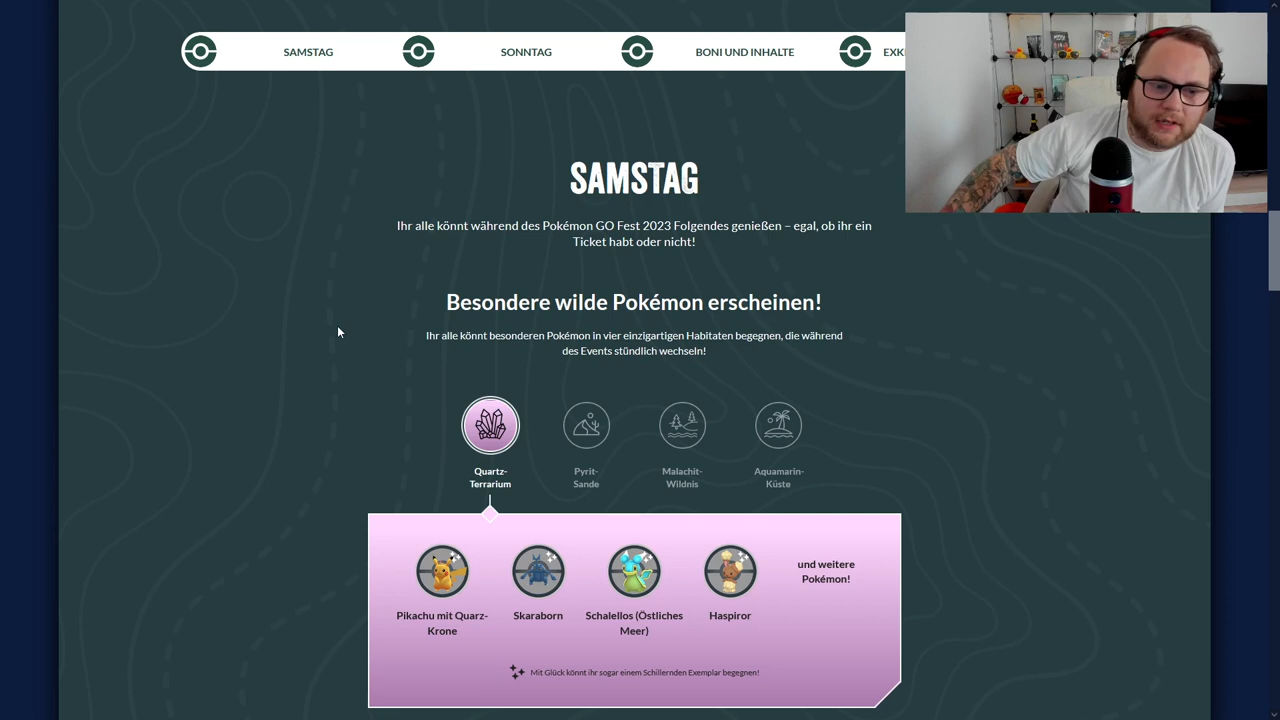 SAMSTAG
SONNTAG
BONI UND INHALTE
SAMSTAG
Ihr alle könnt während des Pokémon GO Fest 2023 Folgendes genießen – egal, ob ihr ein
Ticket habt oder nicht!
Besondere wilde Pokémon erscheinen!
Ihr alle könnt besonderen Pokémon in vier einzigartigen Habitaten begegnen, die während
des Events stündlich wechseln!
Quartz-
Terrarium
Pyrit-
Sande
Malachit-
Wildnis
Aquamarin-
Küste
Pikachu mit Quarz-
Krone
Skaraborn
Schalellos (Östliches
Meer)
Haspiror
und weitere
Pokémon!
Mit Glück könnt ihr sogar einem Schillernden Exemplar begegnen!